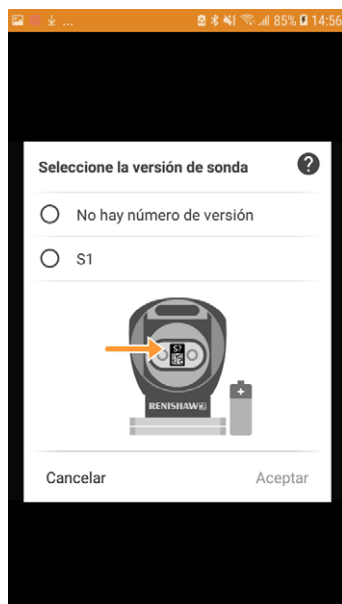 ... 85% 14:56
Seleccione la versión de sonda ?
No hay número de versión
S1
S?
RENISHAW
+
Cancelar Aceptar